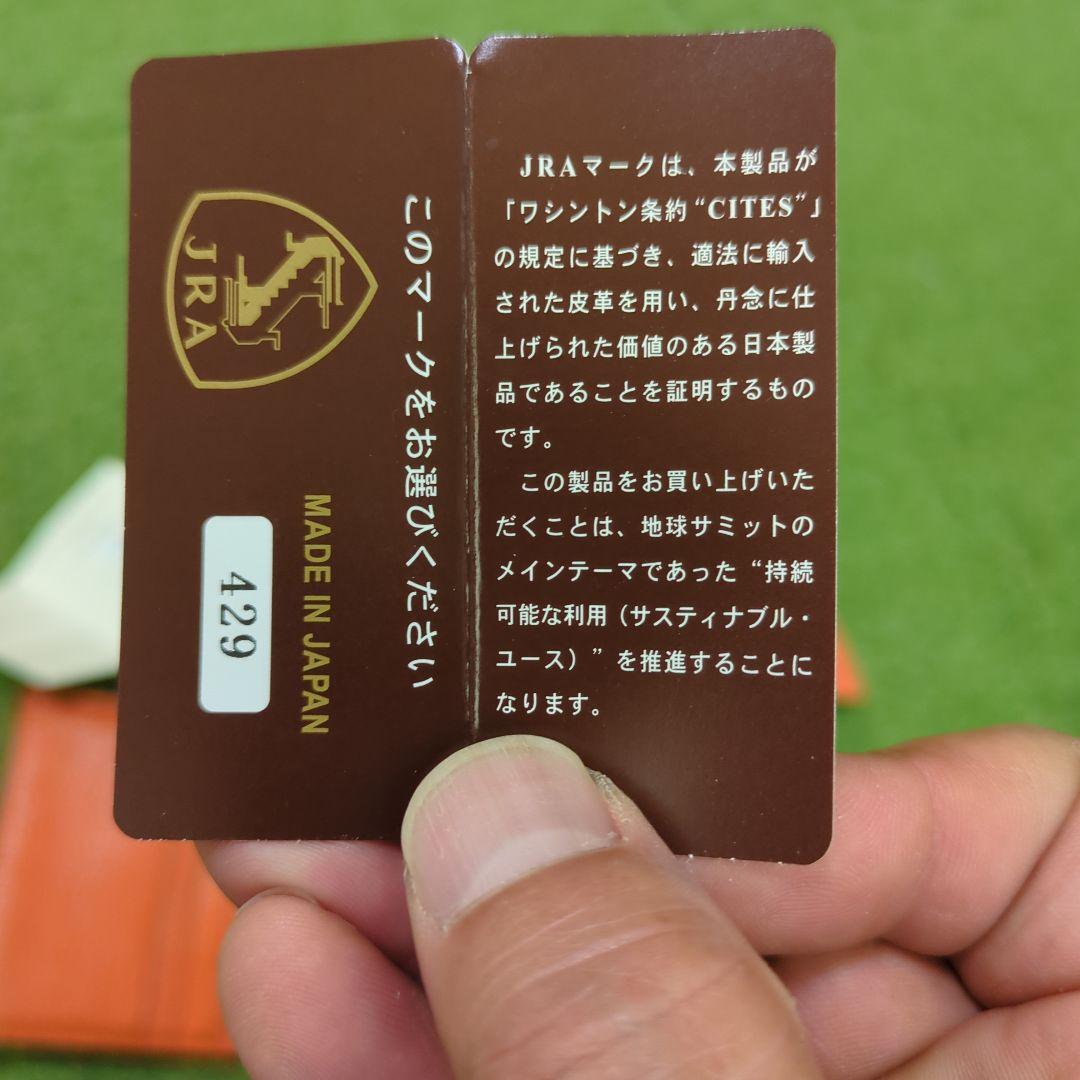 JRA
このマークをお選びください
MADE IN JAPAN
429
JRAマークは、本製品が
「ワシントン条約“CITES”」
の規定に基づき、適法に輸入
された皮革を用い、丹念に仕
上げられた価値のある日本製
品であることを証明するもの
です。
この製品をお買い上げいた
だくことは、地球サミットの
メインテーマであった“持続
可能な利用（サスティナブル・
ユース）”を推進することに
なります。